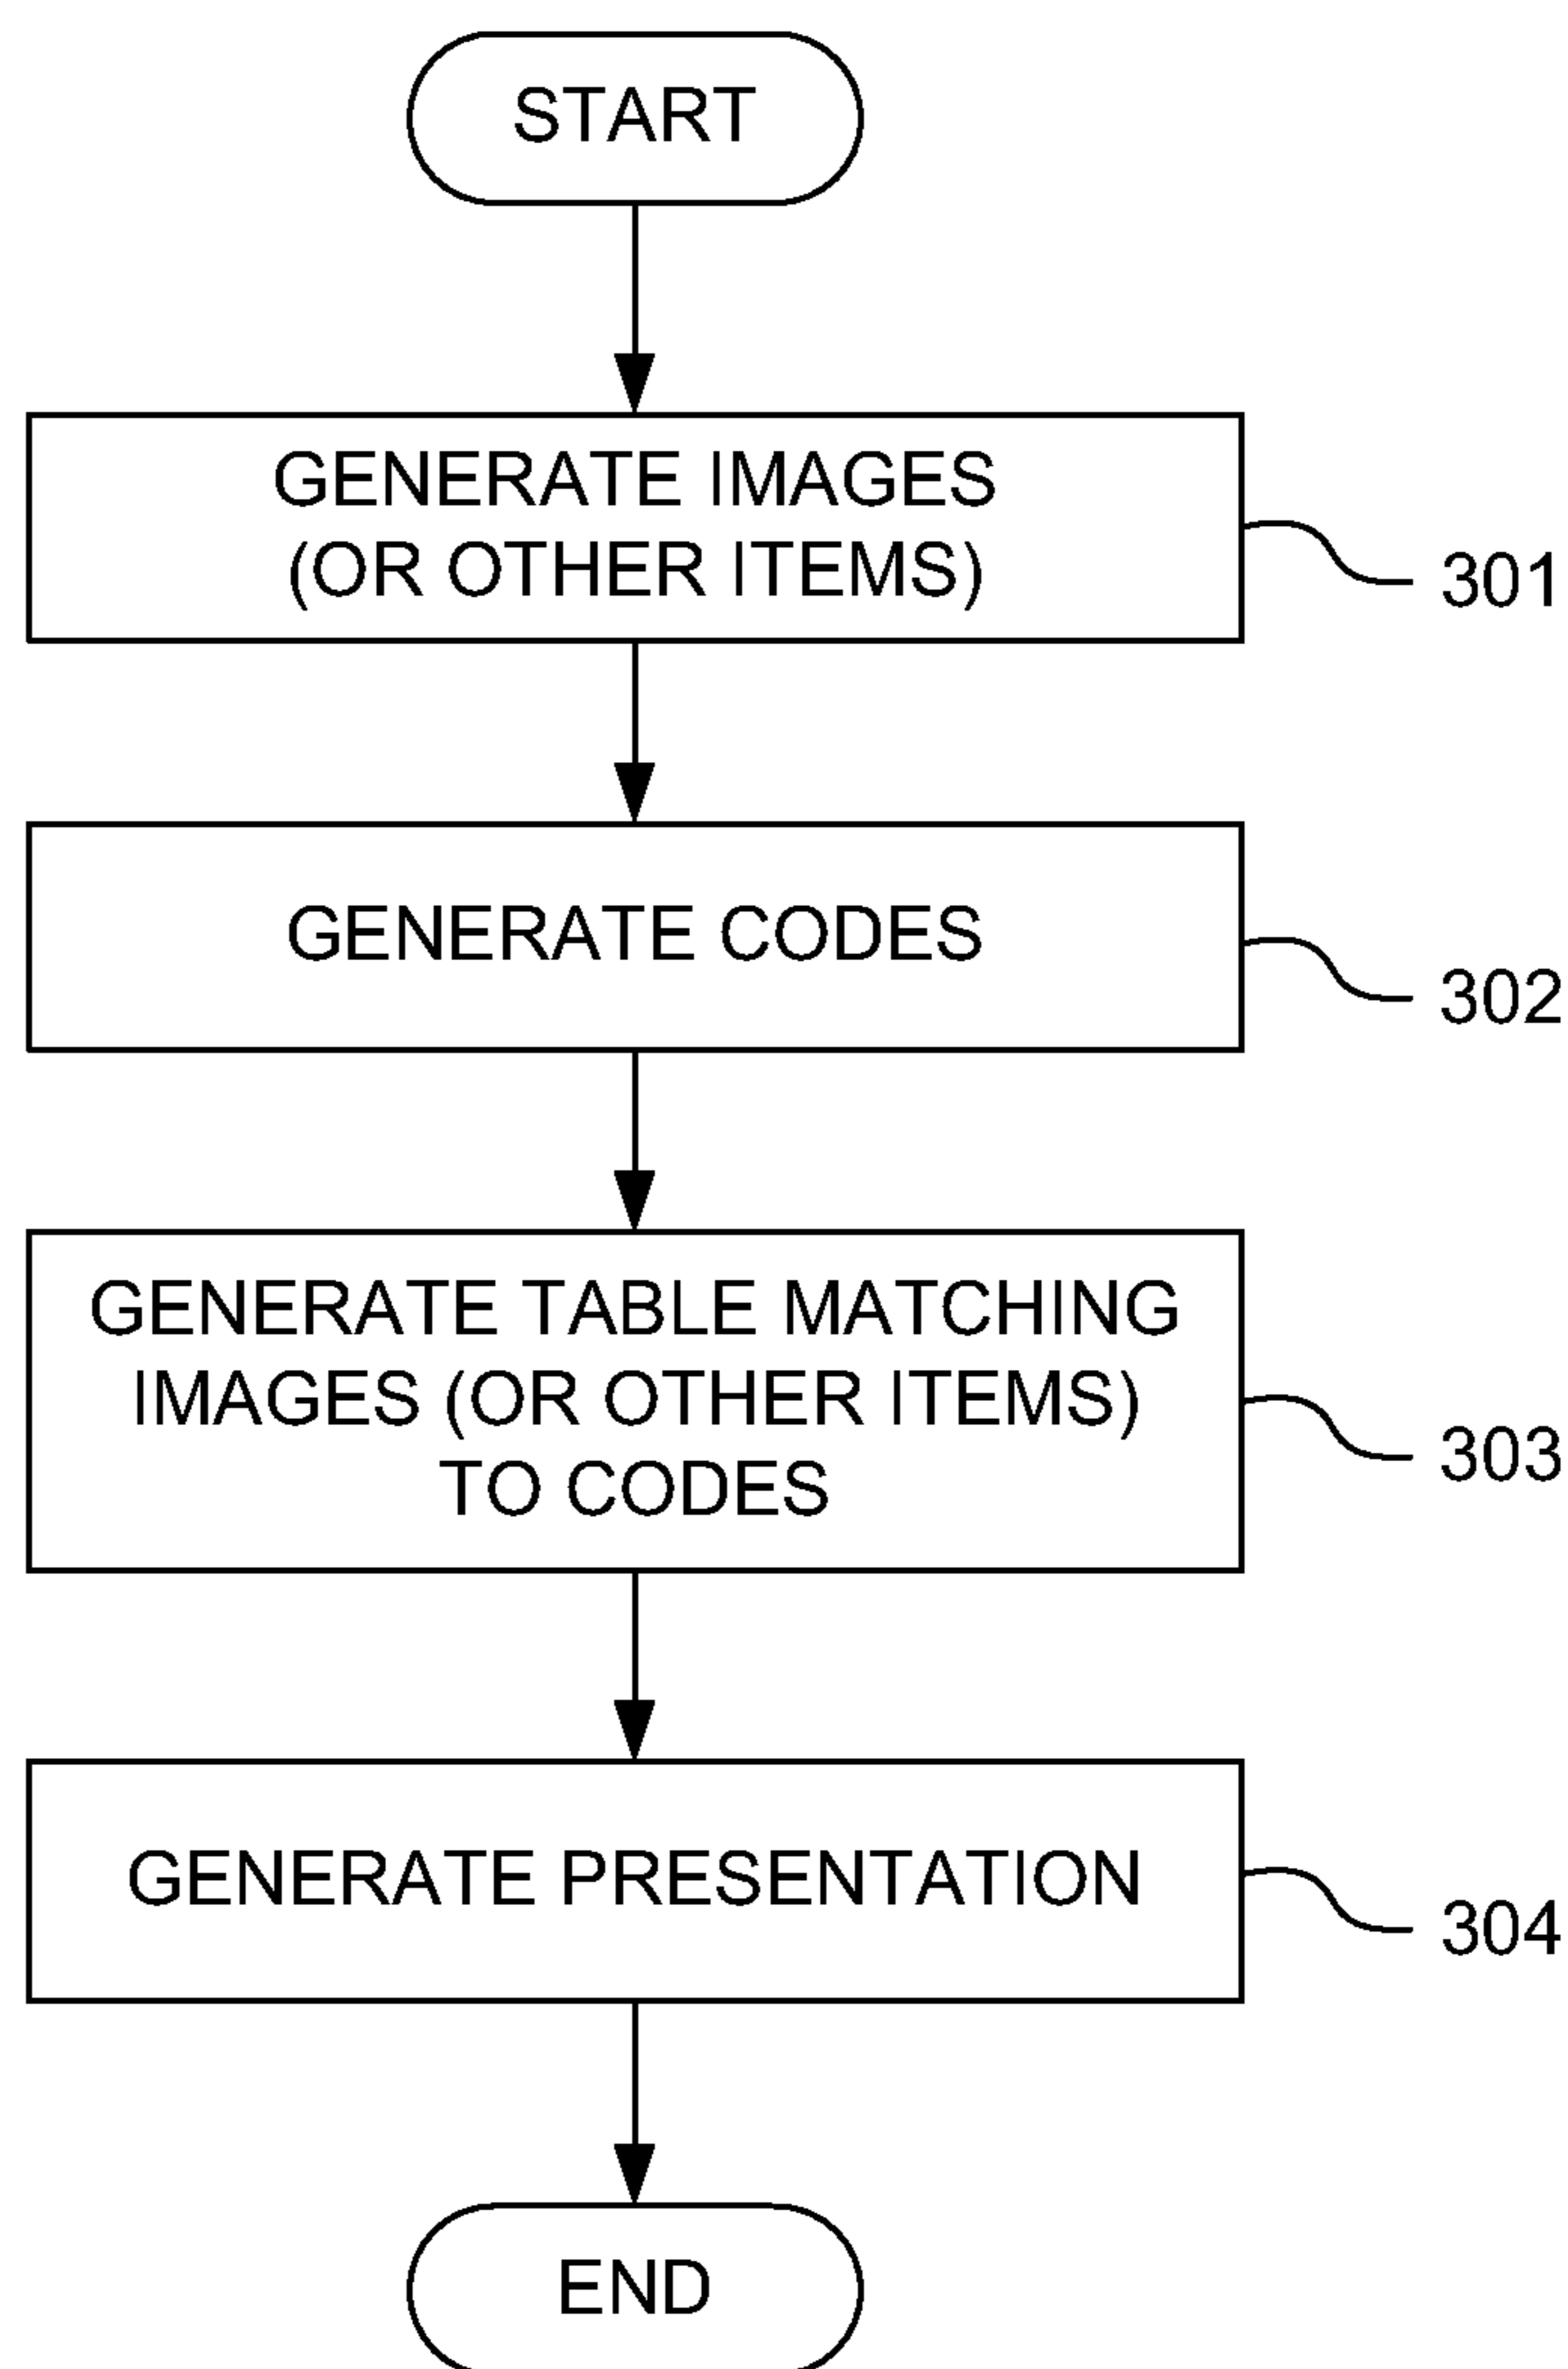 START
GENERATE IMAGES
(OR OTHER ITEMS)
301
GENERATE CODES
302
GENERATE TABLE MATCHING
IMAGES (OR OTHER ITEMS)
TO CODES
303
GENERATE PRESENTATION
304
END